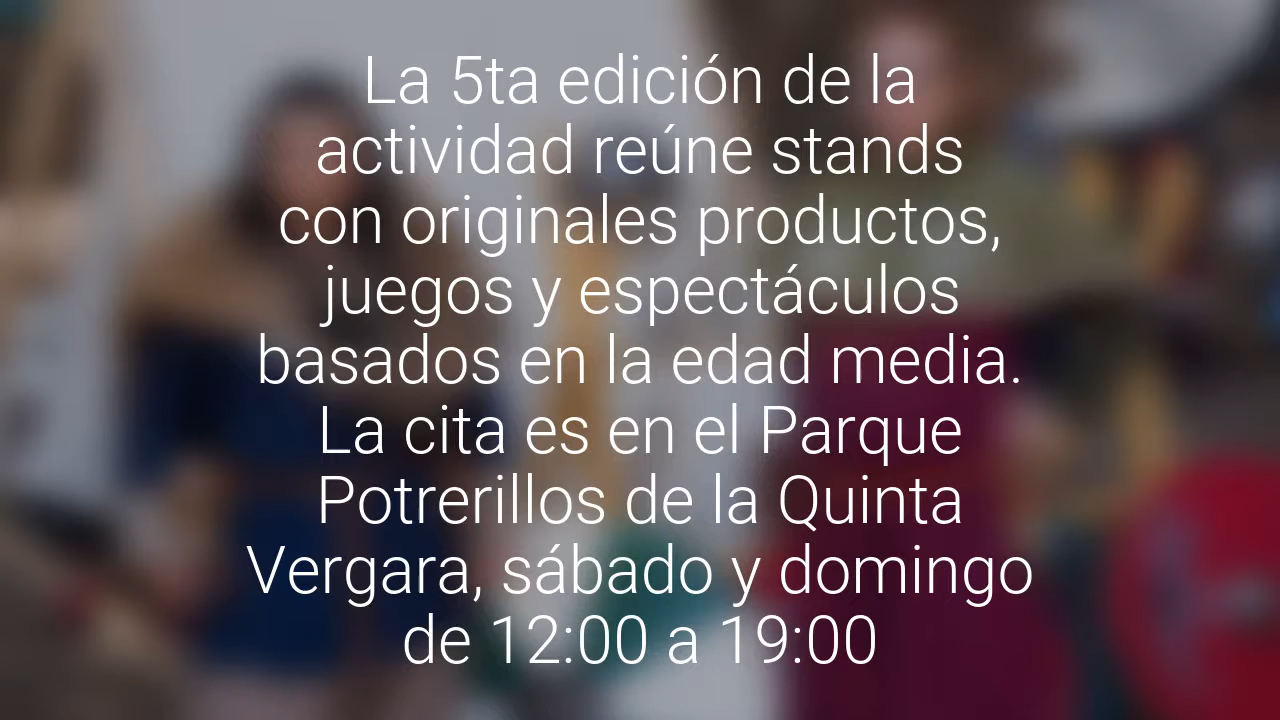 La 5ta edición de la
actividad reúne stands
con originales productos,
juegos y espectáculos
basados en la edad media.
La cita es en el Parque
Potrerillos de la Quinta
Vergara, sábado y domingo
de 12:00 a 19:00